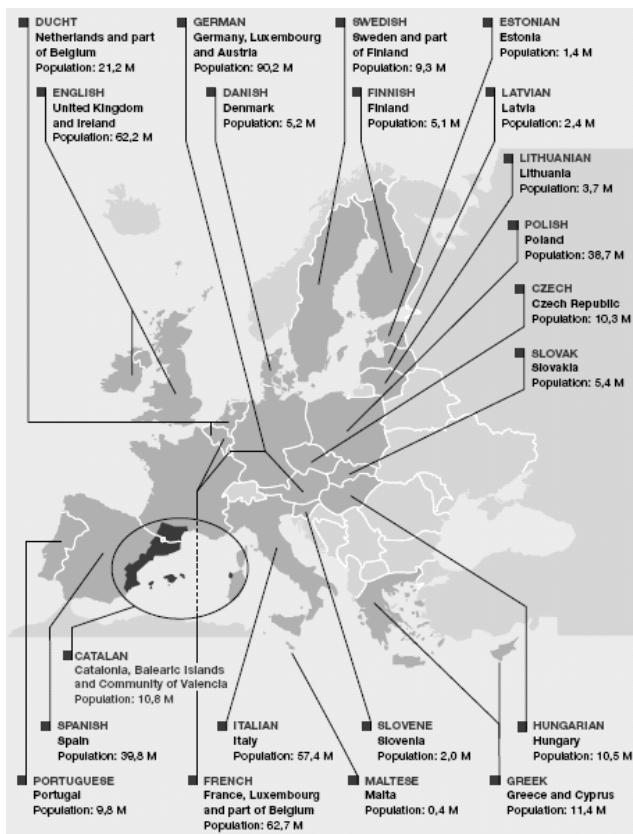 DUCHT
Netherlands and part
of Belgium
Population: 21,2 M
GERMAN
Germany, Luxembourg
and Austria
Population: 90,2 M
SWEDISH
Sweden and part
of Finland
Population: 9,3 M
ESTONIAN
Estonia
Population: 1,4 M
ENGLISH
United Kingdom
and Ireland
Population: 62,2 M
DANISH
Denmark
Population: 5,2 M
FINNISH
Finland
Population: 5,1 M
LATVIAN
Latvia
Population: 2,4 M
LITHUANIAN
Lithuania
Population: 3,7 M
POLISH
Poland
Population: 38,7 M
CZECH
Czech Republic
Population: 10,3 M
SLOVAK
Slovakia
Population: 5,4 M
CATALAN
Catalonia, Balearic Islands
and Community of Valencia
Population: 10,8 M
SPANISH
Spain
Population: 39,8 M
ITALIAN
Italy
Population: 57,4 M
SLOVENE
Slovenia
Population: 2,0 M
HUNGARIAN
Hungary
Population: 10,5 M
PORTUGUESE
Portugal
Population: 9,8 M
FRENCH
France, Luxembourg
and part of Belgium
Population: 62,7 M
MALTESE
Malta
Population: 0,4 M
GREEK
Greece and Cyprus
Population: 11,4 M